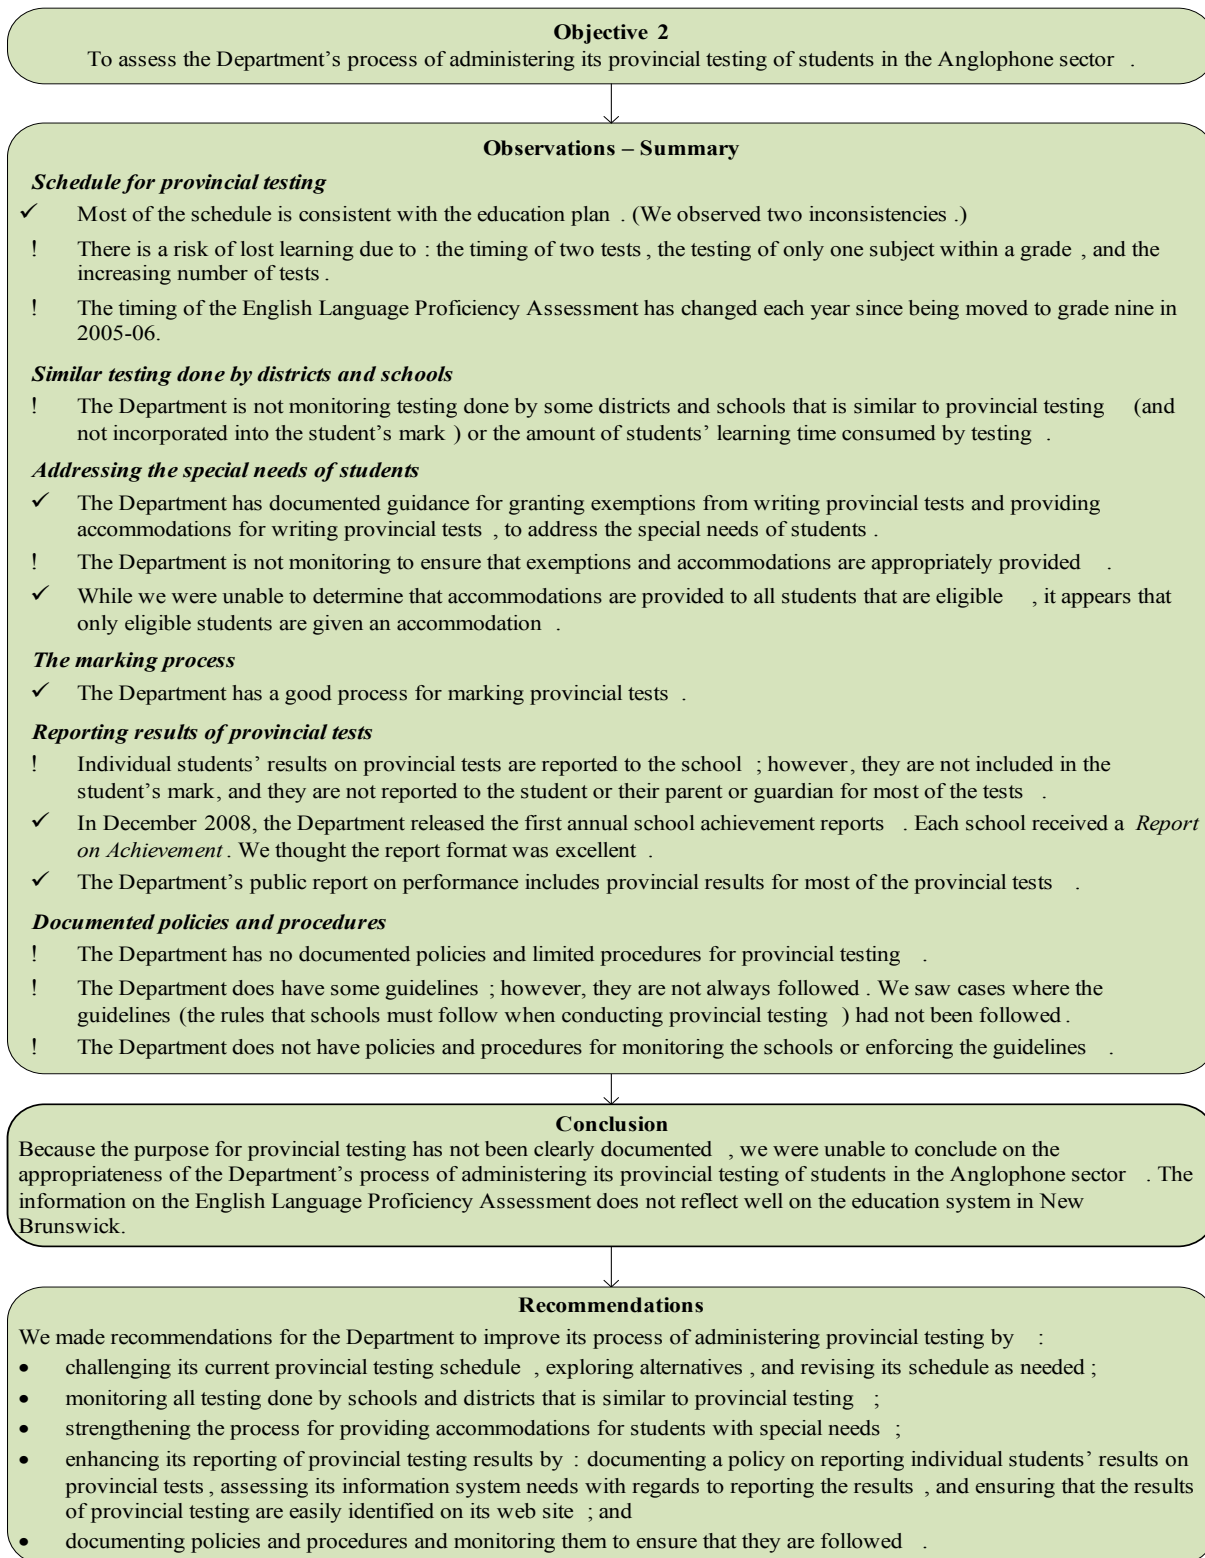 Objective 2
To assess the Department's process of administering its provincial testing of students in the Anglophone sector .
Observations – Summary
Schedule for provincial testing
✓ Most of the schedule is consistent with the education plan . (We observed two inconsistencies .)
! There is a risk of lost learning due to : the timing of two tests , the testing of only one subject within a grade , and the
increasing number of tests .
! The timing of the English Language Proficiency Assessment has changed each year since being moved to grade nine in
2005-06.
Similar testing done by districts and schools
! The Department is not monitoring testing done by some districts and schools that is similar to provincial testing (and
not incorporated into the student's mark ) or the amount of students' learning time consumed by testing .
Addressing the special needs of students
✓ The Department has documented guidance for granting exemptions from writing provincial tests and providing
accommodations for writing provincial tests , to address the special needs of students .
! The Department is not monitoring to ensure that exemptions and accommodations are appropriately provided .
✓ While we were unable to determine that accommodations are provided to all students that are eligible , it appears that
only eligible students are given an accommodation .
The marking process
✓ The Department has a good process for marking provincial tests .
Reporting results of provincial tests
! Individual students' results on provincial tests are reported to the school ; however, they are not included in the
student's mark, and they are not reported to the student or their parent or guardian for most of the tests .
✓ In December 2008, the Department released the first annual school achievement reports . Each school received a Report
on Achievement . We thought the report format was excellent .
✓ The Department's public report on performance includes provincial results for most of the provincial tests .
Documented policies and procedures
! The Department has no documented policies and limited procedures for provincial testing .
! The Department does have some guidelines ; however, they are not always followed . We saw cases where the
guidelines (the rules that schools must follow when conducting provincial testing ) had not been followed .
! The Department does not have policies and procedures for monitoring the schools or enforcing the guidelines .
Conclusion
Because the purpose for provincial testing has not been clearly documented , we were unable to conclude on the
appropriateness of the Department's process of administering its provincial testing of students in the Anglophone sector . The
information on the English Language Proficiency Assessment does not reflect well on the education system in New
Brunswick.
Recommendations
We made recommendations for the Department to improve its process of administering provincial testing by :
• challenging its current provincial testing schedule , exploring alternatives , and revising its schedule as needed ;
• monitoring all testing done by schools and districts that is similar to provincial testing ;
• strengthening the process for providing accommodations for students with special needs ;
• enhancing its reporting of provincial testing results by : documenting a policy on reporting individual students' results on
provincial tests , assessing its information system needs with regards to reporting the results , and ensuring that the results
of provincial testing are easily identified on its web site ; and
• documenting policies and procedures and monitoring them to ensure that they are followed .